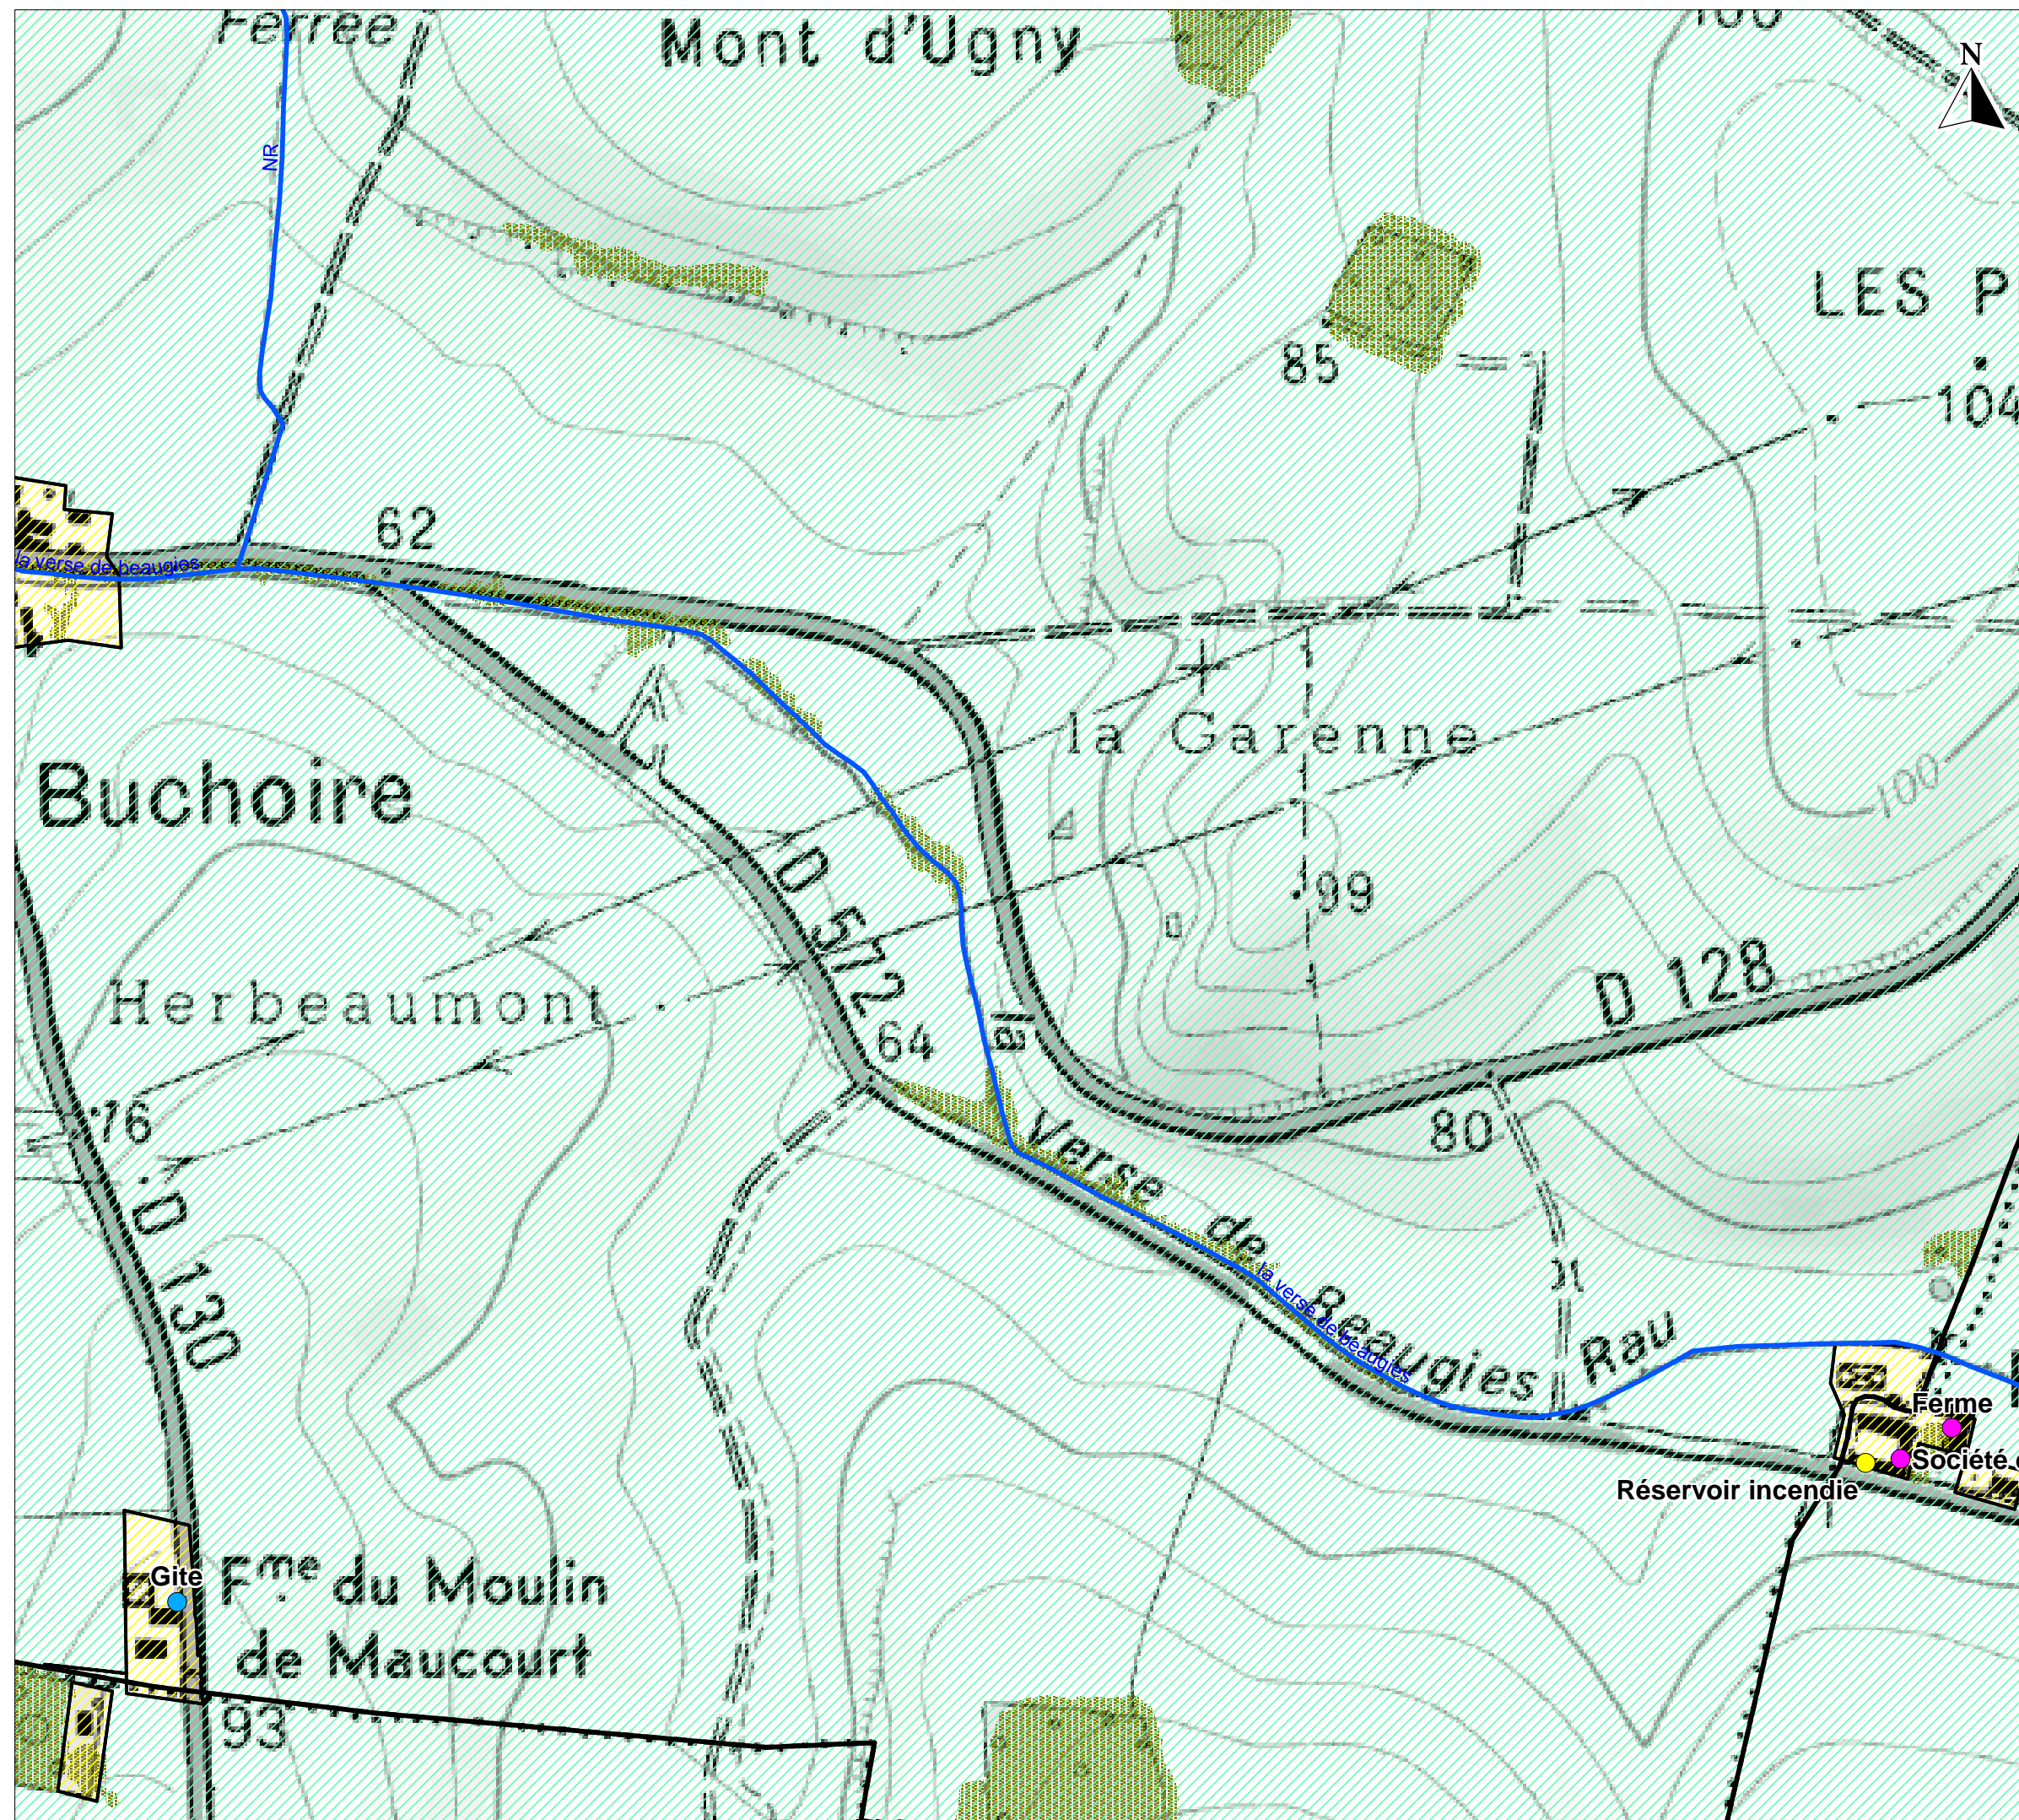 Ferrée
Mont d'Ugny
100
N
NR
LES P
85
104
62
la verse de beaugies
la Garenne
Buchoire
100
D 572
99
D 128
Herbeaumont
64
76
80
Verse de Beaugies Rau
la verse de beaugies
D 130
Ferme
Société
Réservoir incendie
Gite
Fme du Moulin
de Maucourt
93